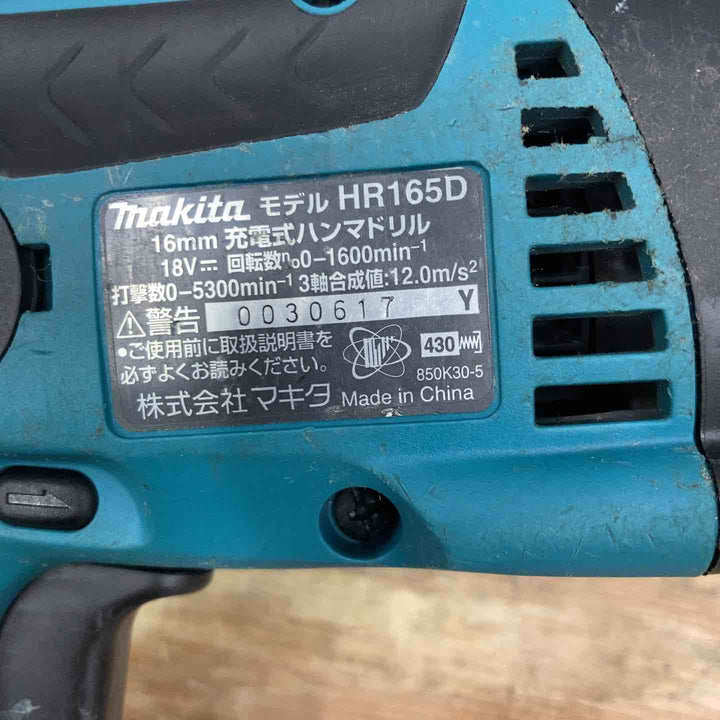 makita モデル HR165D
16mm 充電式ハンマドリル
18V⎓ 回転数n₀0-1600min⁻¹
打撃数0-5300min⁻¹ 3軸合成値:12.0m/s²
⚠警告 0030617 Y
•ご使用前に取扱説明書を
必ずよくお読みください。
430
850K30-5
株式会社 マキタ Made in China